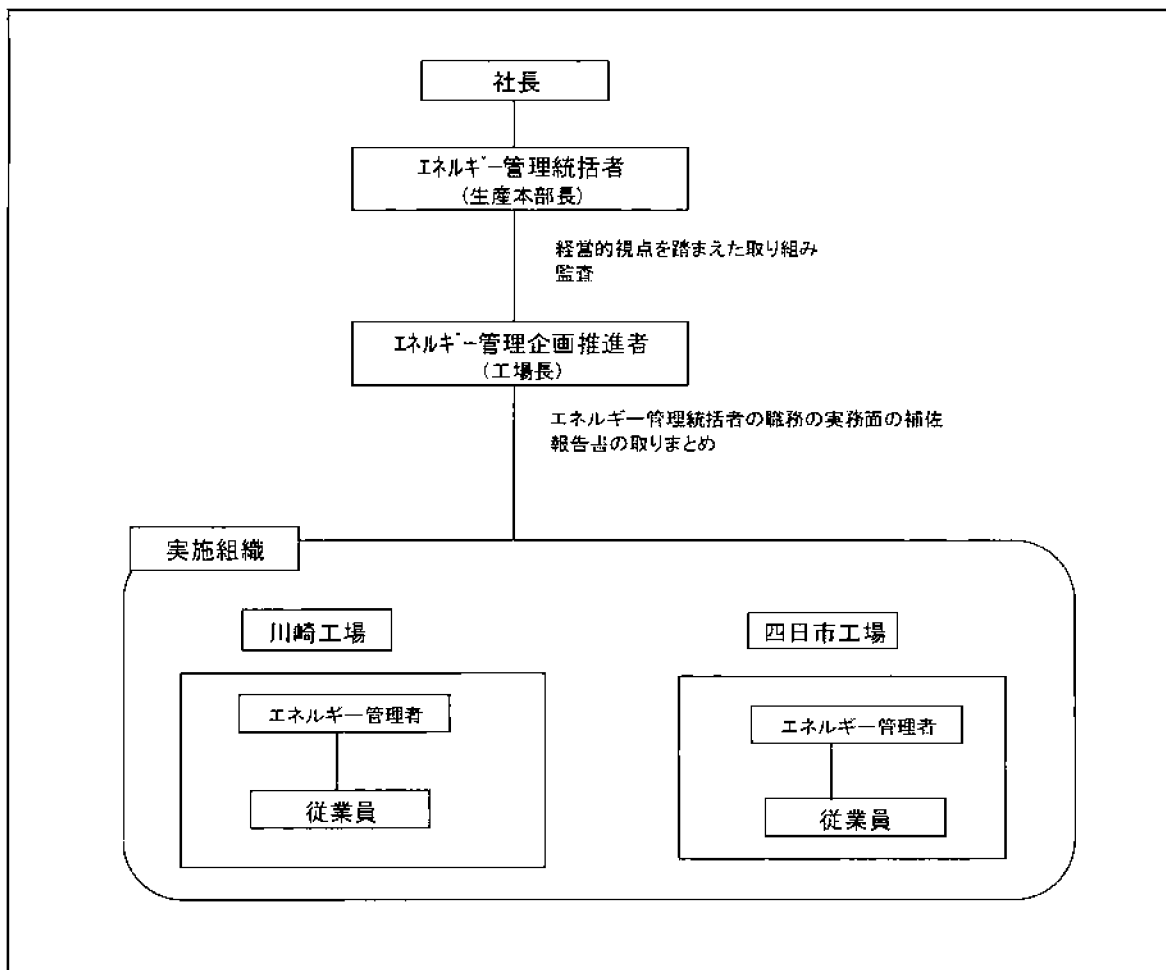 社長
エネルギー管理統括者
(生産本部長)
経営的視点を踏まえた取り組み
監査
エネルギー管理企画推進者
(工場長)
エネルギー管理統括者の職務の実務面の補佐
報告書の取りまとめ
実施組織
川崎工場
四日市工場
エネルギー管理者
エネルギー管理者
従業員
従業員